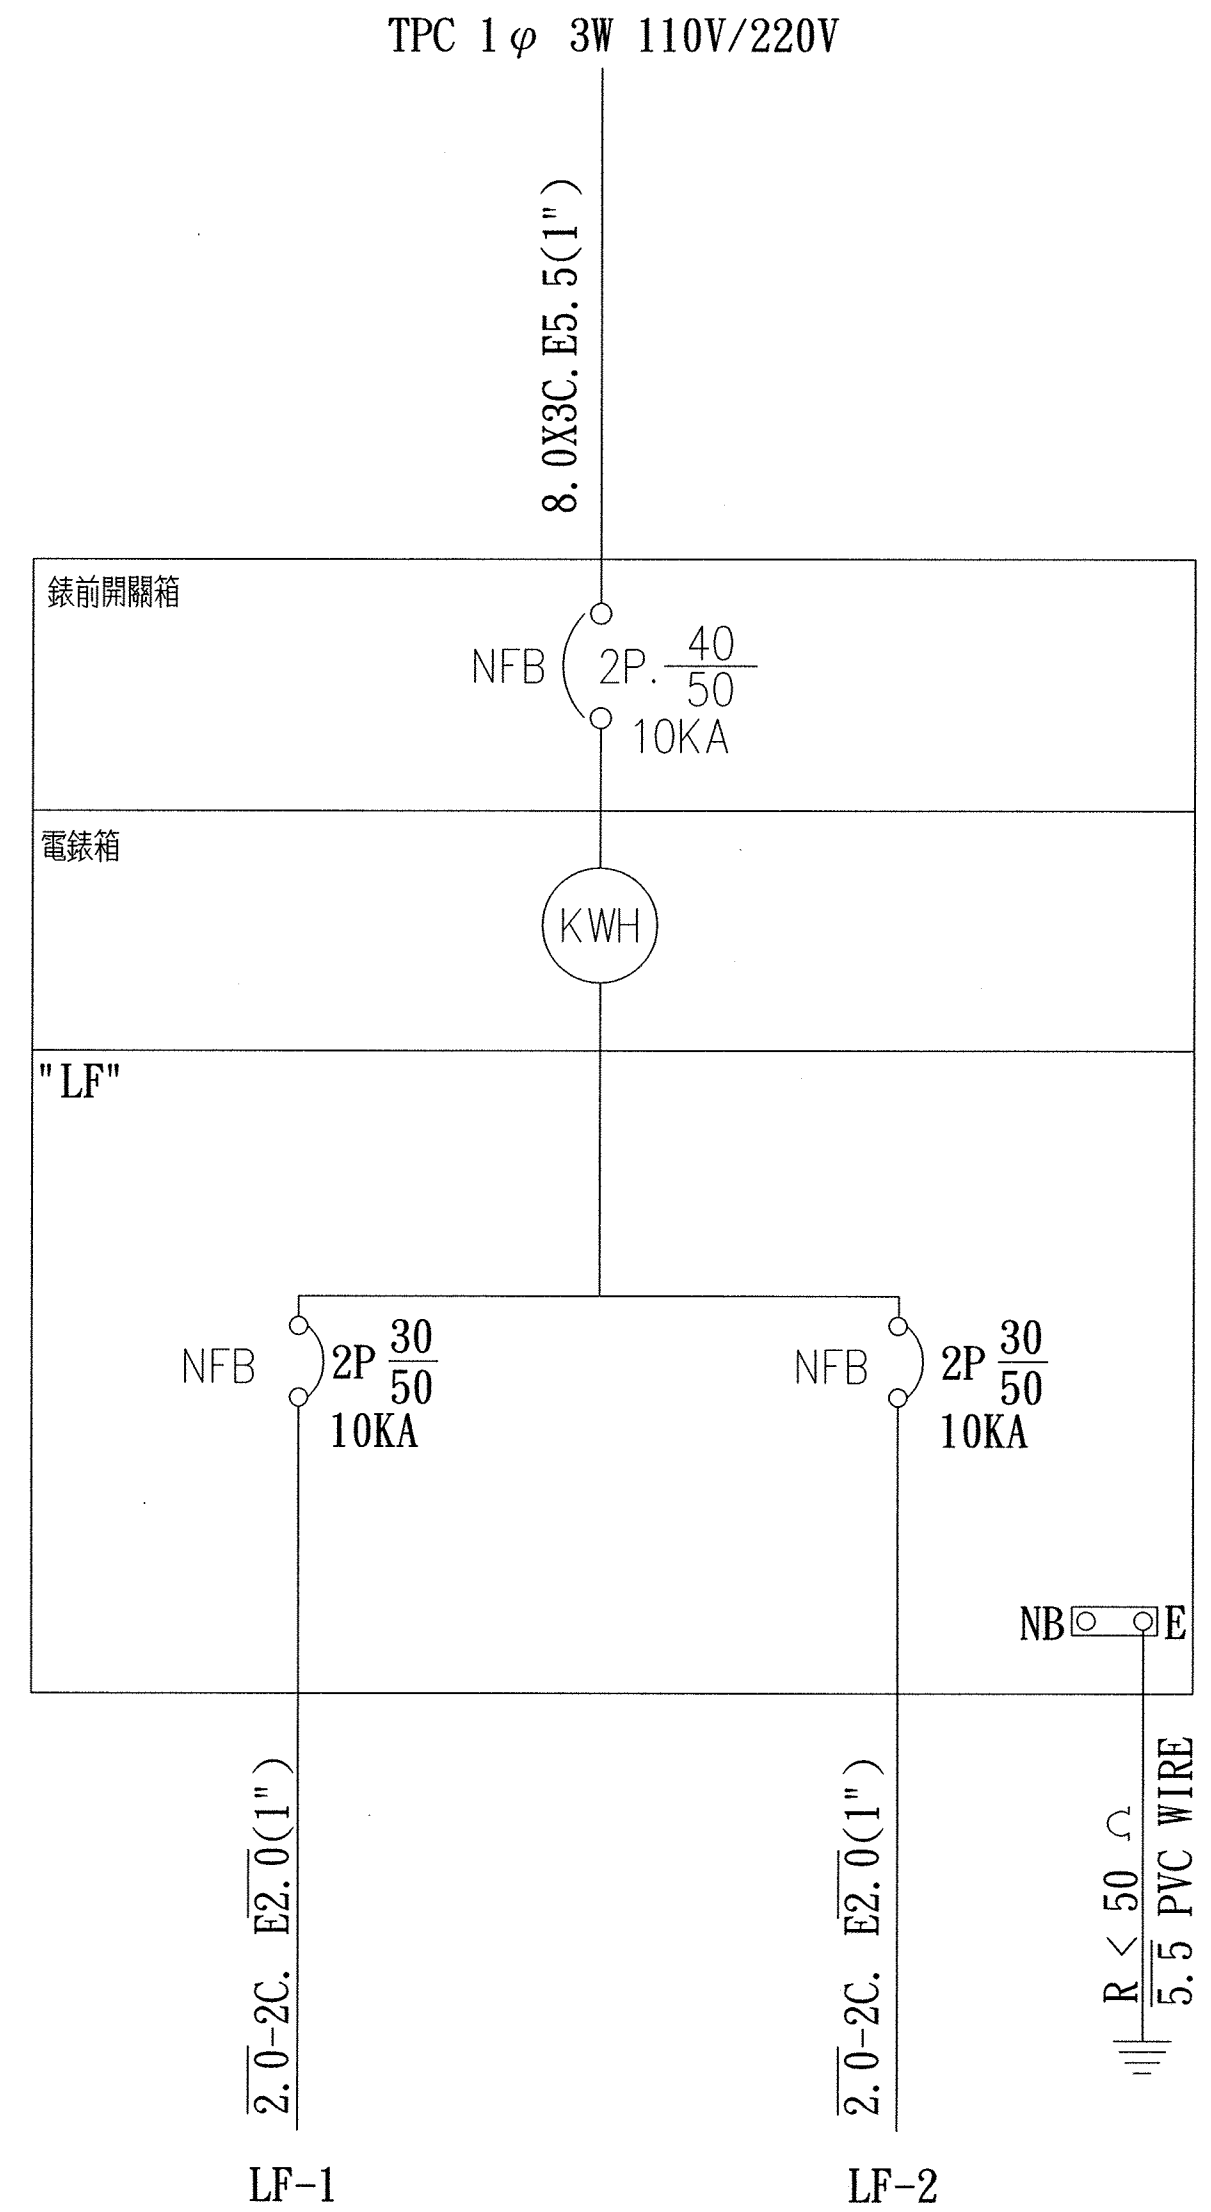 TPC 1φ 3W 110V/220V
8.0X3C.E5.5(1")
錶前開關箱
NFB 2P. 40/50
10KA
電錶箱
KWH
"LF"
NFB 2P 30/50
10KA
NFB 2P 30/50
10KA
NB E
2.0-2C. E2.0(1")
2.0-2C. E2.0(1")
R < 50 Ω
5.5 PVC WIRE
LF-1
LF-2